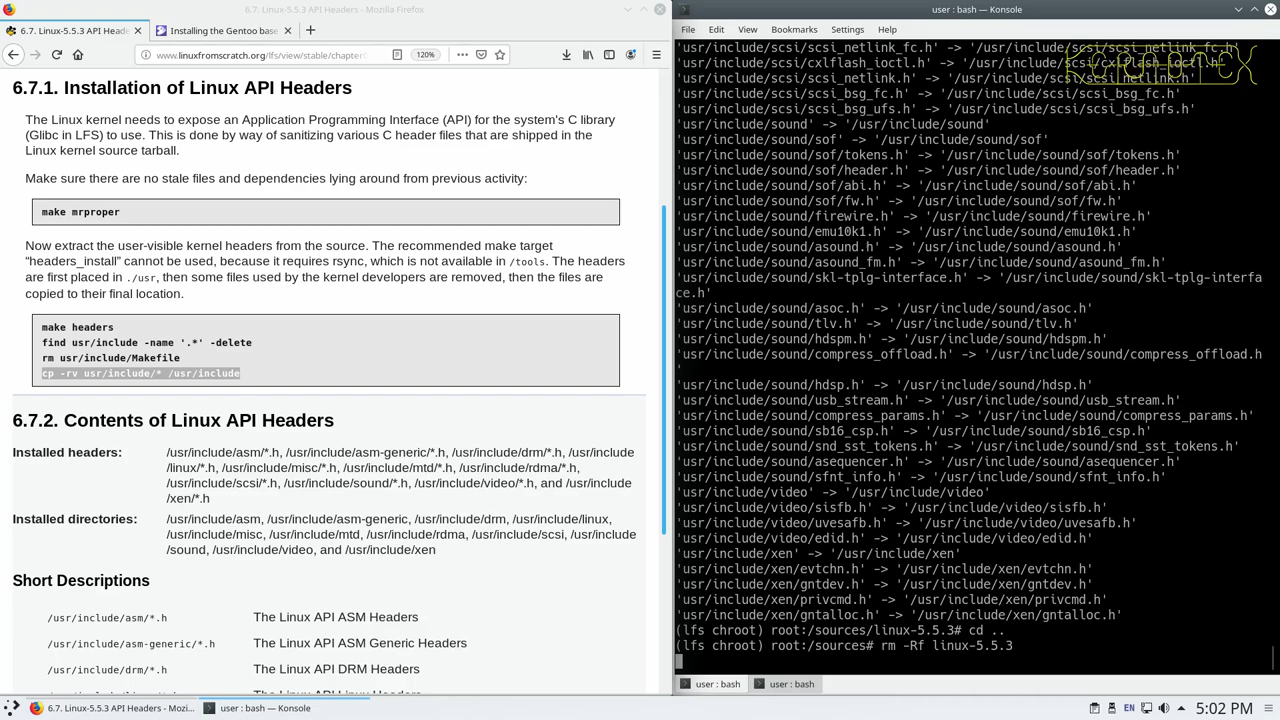 6.7. Linux-5.5.3 API Headers - Mozilla Firefox
6.7. Linux-5.5.3 API Heade
Installing the Gentoo base
www.linuxfromscratch.org/lfs/view/stable/chapter0
120%
6.7.1. Installation of Linux API Headers
The Linux kernel needs to expose an Application Programming Interface (API) for the system's C library
(Glibc in LFS) to use. This is done by way of sanitizing various C header files that are shipped in the
Linux kernel source tarball.
Make sure there are no stale files and dependencies lying around from previous activity:
make mrproper
Now extract the user-visible kernel headers from the source. The recommended make target
“headers_install” cannot be used, because it requires rsync, which is not available in /tools. The headers
are first placed in ./usr, then some files used by the kernel developers are removed, then the files are
copied to their final location.
make headers
find usr/include -name '.*' -delete
rm usr/include/Makefile
cp -rv usr/include/* /usr/include
6.7.2. Contents of Linux API Headers
Installed headers: /usr/include/asm/*.h, /usr/include/asm-generic/*.h, /usr/include/drm/*.h, /usr/include
/linux/*.h, /usr/include/misc/*.h, /usr/include/mtd/*.h, /usr/include/rdma/*.h,
/usr/include/scsi/*.h, /usr/include/sound/*.h, /usr/include/video/*.h, and /usr/include
/xen/*.h
Installed directories: /usr/include/asm, /usr/include/asm-generic, /usr/include/drm, /usr/include/linux,
/usr/include/misc, /usr/include/mtd, /usr/include/rdma, /usr/include/scsi, /usr/include
/sound, /usr/include/video, and /usr/include/xen
Short Descriptions
/usr/include/asm/*.h The Linux API ASM Headers
/usr/include/asm-generic/*.h The Linux API ASM Generic Headers
/usr/include/drm/*.h The Linux API DRM Headers
user : bash — Konsole
File Edit View Bookmarks Settings Help
'usr/include/scsi/scsi_netlink_fc.h' -> '/usr/include/scsi/scsi_netlink_fc.h'
'usr/include/scsi/cxlflash_ioctl.h' -> '/usr/include/scsi/cxlflash_ioctl.h'
'usr/include/scsi/scsi_netlink.h' -> '/usr/include/scsi/scsi_netlink.h'
'usr/include/scsi/scsi_bsg_fc.h' -> '/usr/include/scsi/scsi_bsg_fc.h'
'usr/include/scsi/scsi_bsg_ufs.h' -> '/usr/include/scsi/scsi_bsg_ufs.h'
'usr/include/sound' -> '/usr/include/sound'
'usr/include/sound/sof' -> '/usr/include/sound/sof'
'usr/include/sound/sof/tokens.h' -> '/usr/include/sound/sof/tokens.h'
'usr/include/sound/sof/header.h' -> '/usr/include/sound/sof/header.h'
'usr/include/sound/sof/abi.h' -> '/usr/include/sound/sof/abi.h'
'usr/include/sound/sof/fw.h' -> '/usr/include/sound/sof/fw.h'
'usr/include/sound/firewire.h' -> '/usr/include/sound/firewire.h'
'usr/include/sound/emu10k1.h' -> '/usr/include/sound/emu10k1.h'
'usr/include/sound/asound.h' -> '/usr/include/sound/asound.h'
'usr/include/sound/asound_fm.h' -> '/usr/include/sound/asound_fm.h'
'usr/include/sound/skl-tplg-interface.h' -> '/usr/include/sound/skl-tplg-interfa
ce.h'
'usr/include/sound/asoc.h' -> '/usr/include/sound/asoc.h'
'usr/include/sound/tlv.h' -> '/usr/include/sound/tlv.h'
'usr/include/sound/hdspm.h' -> '/usr/include/sound/hdspm.h'
'usr/include/sound/compress_offload.h' -> '/usr/include/sound/compress_offload.h
'
'usr/include/sound/hdsp.h' -> '/usr/include/sound/hdsp.h'
'usr/include/sound/usb_stream.h' -> '/usr/include/sound/usb_stream.h'
'usr/include/sound/compress_params.h' -> '/usr/include/sound/compress_params.h'
'usr/include/sound/sb16_csp.h' -> '/usr/include/sound/sb16_csp.h'
'usr/include/sound/snd_sst_tokens.h' -> '/usr/include/sound/snd_sst_tokens.h'
'usr/include/sound/asequencer.h' -> '/usr/include/sound/asequencer.h'
'usr/include/sound/sfnt_info.h' -> '/usr/include/sound/sfnt_info.h'
'usr/include/video' -> '/usr/include/video'
'usr/include/video/sisfb.h' -> '/usr/include/video/sisfb.h'
'usr/include/video/uvesafb.h' -> '/usr/include/video/uvesafb.h'
'usr/include/video/edid.h' -> '/usr/include/video/edid.h'
'usr/include/xen' -> '/usr/include/xen'
'usr/include/xen/evtchn.h' -> '/usr/include/xen/evtchn.h'
'usr/include/xen/gntdev.h' -> '/usr/include/xen/gntdev.h'
'usr/include/xen/privcmd.h' -> '/usr/include/xen/privcmd.h'
'usr/include/xen/gntalloc.h' -> '/usr/include/xen/gntalloc.h'
(lfs chroot) root:/sources/linux-5.5.3# cd ..
(lfs chroot) root:/sources# rm -Rf linux-5.5.3
user : bash
user : bash
6.7. Linux-5.5.3 API Headers - Mozi...
user : bash — Konsole
EN
5:02 PM